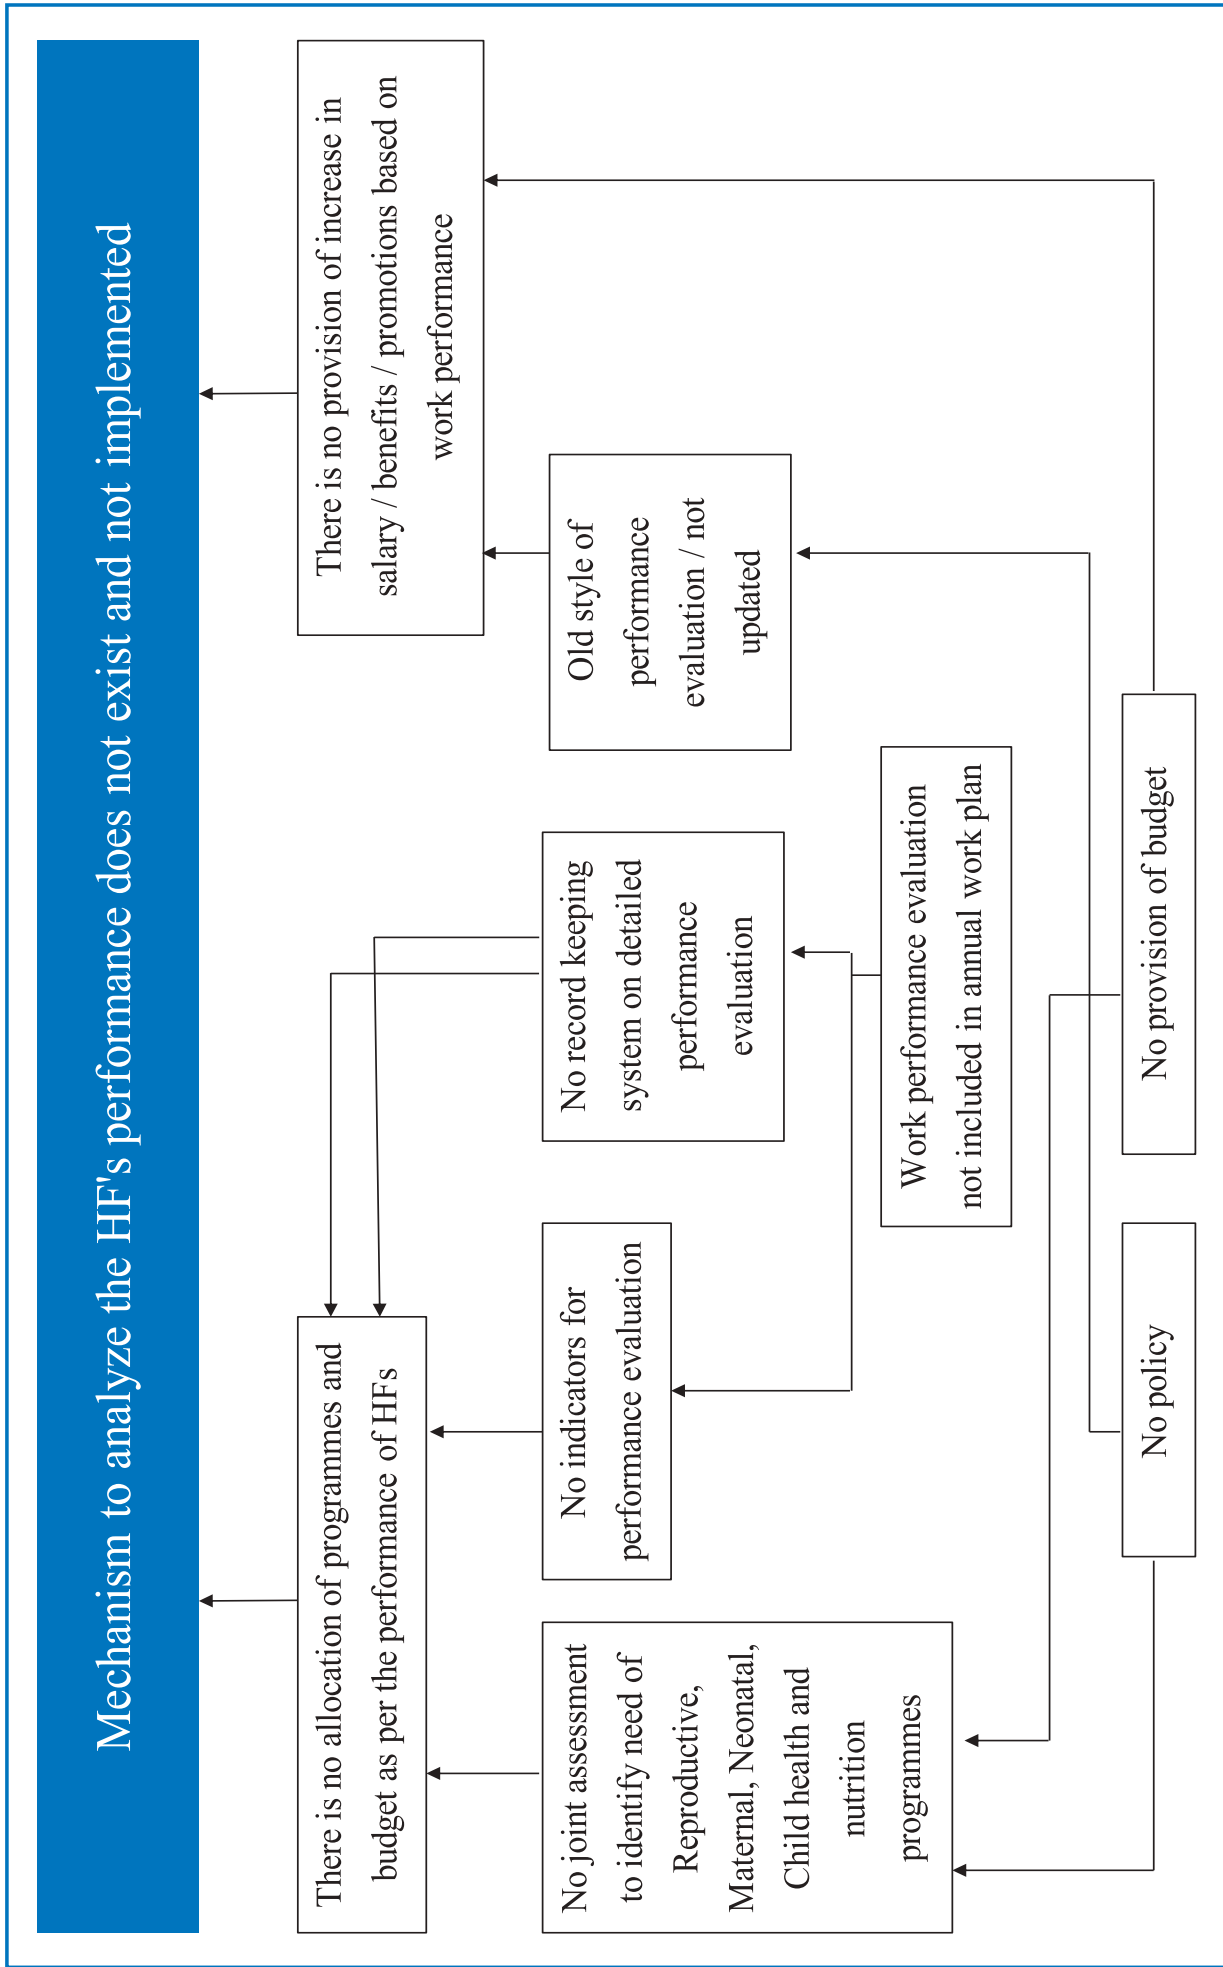 Mechanism to analyze the HF's performance does not exist and not implemented
There is no allocation of programmes and
budget as per the performance of HFs
There is no provision of increase in
salary / benefits / promotions based on
work performance
No joint assessment
to identify need of
Reproductive,
Maternal, Neonatal,
Child health and
nutrition
programmes
No indicators for
performance evaluation
No record keeping
system on detailed
performance
evaluation
Old style of
performance
evaluation / not
updated
Work performance evaluation
not included in annual work plan
No policy
No provision of budget